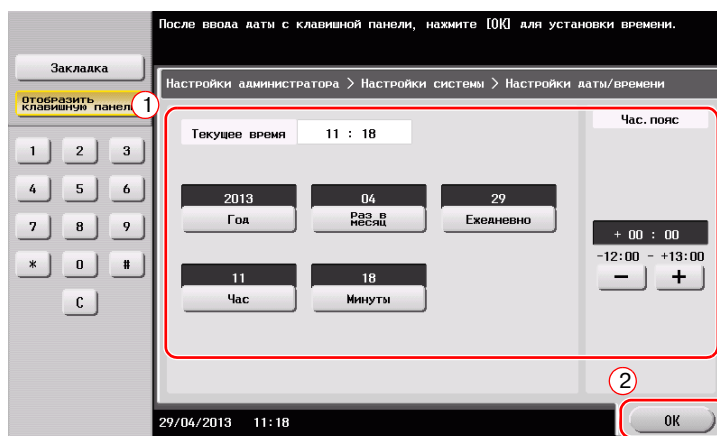 После ввода даты с клавишной панели, нажмите [OK] для установки времени.
Закладка
Отобразить
клавишную панель
1
Настройки администратора > Настройки системы > Настройки даты/времени
Текущее время 11 : 18
Час.пояс
1 2 3
4 5 6
7 8 9
* 0 #
C
2013 04 29
Год Раз в месяц Ежедневно
11 18
Час Минуты
+ 00 : 00
-12:00 - +13:00
− +
2
29/04/2013 11:18
OK